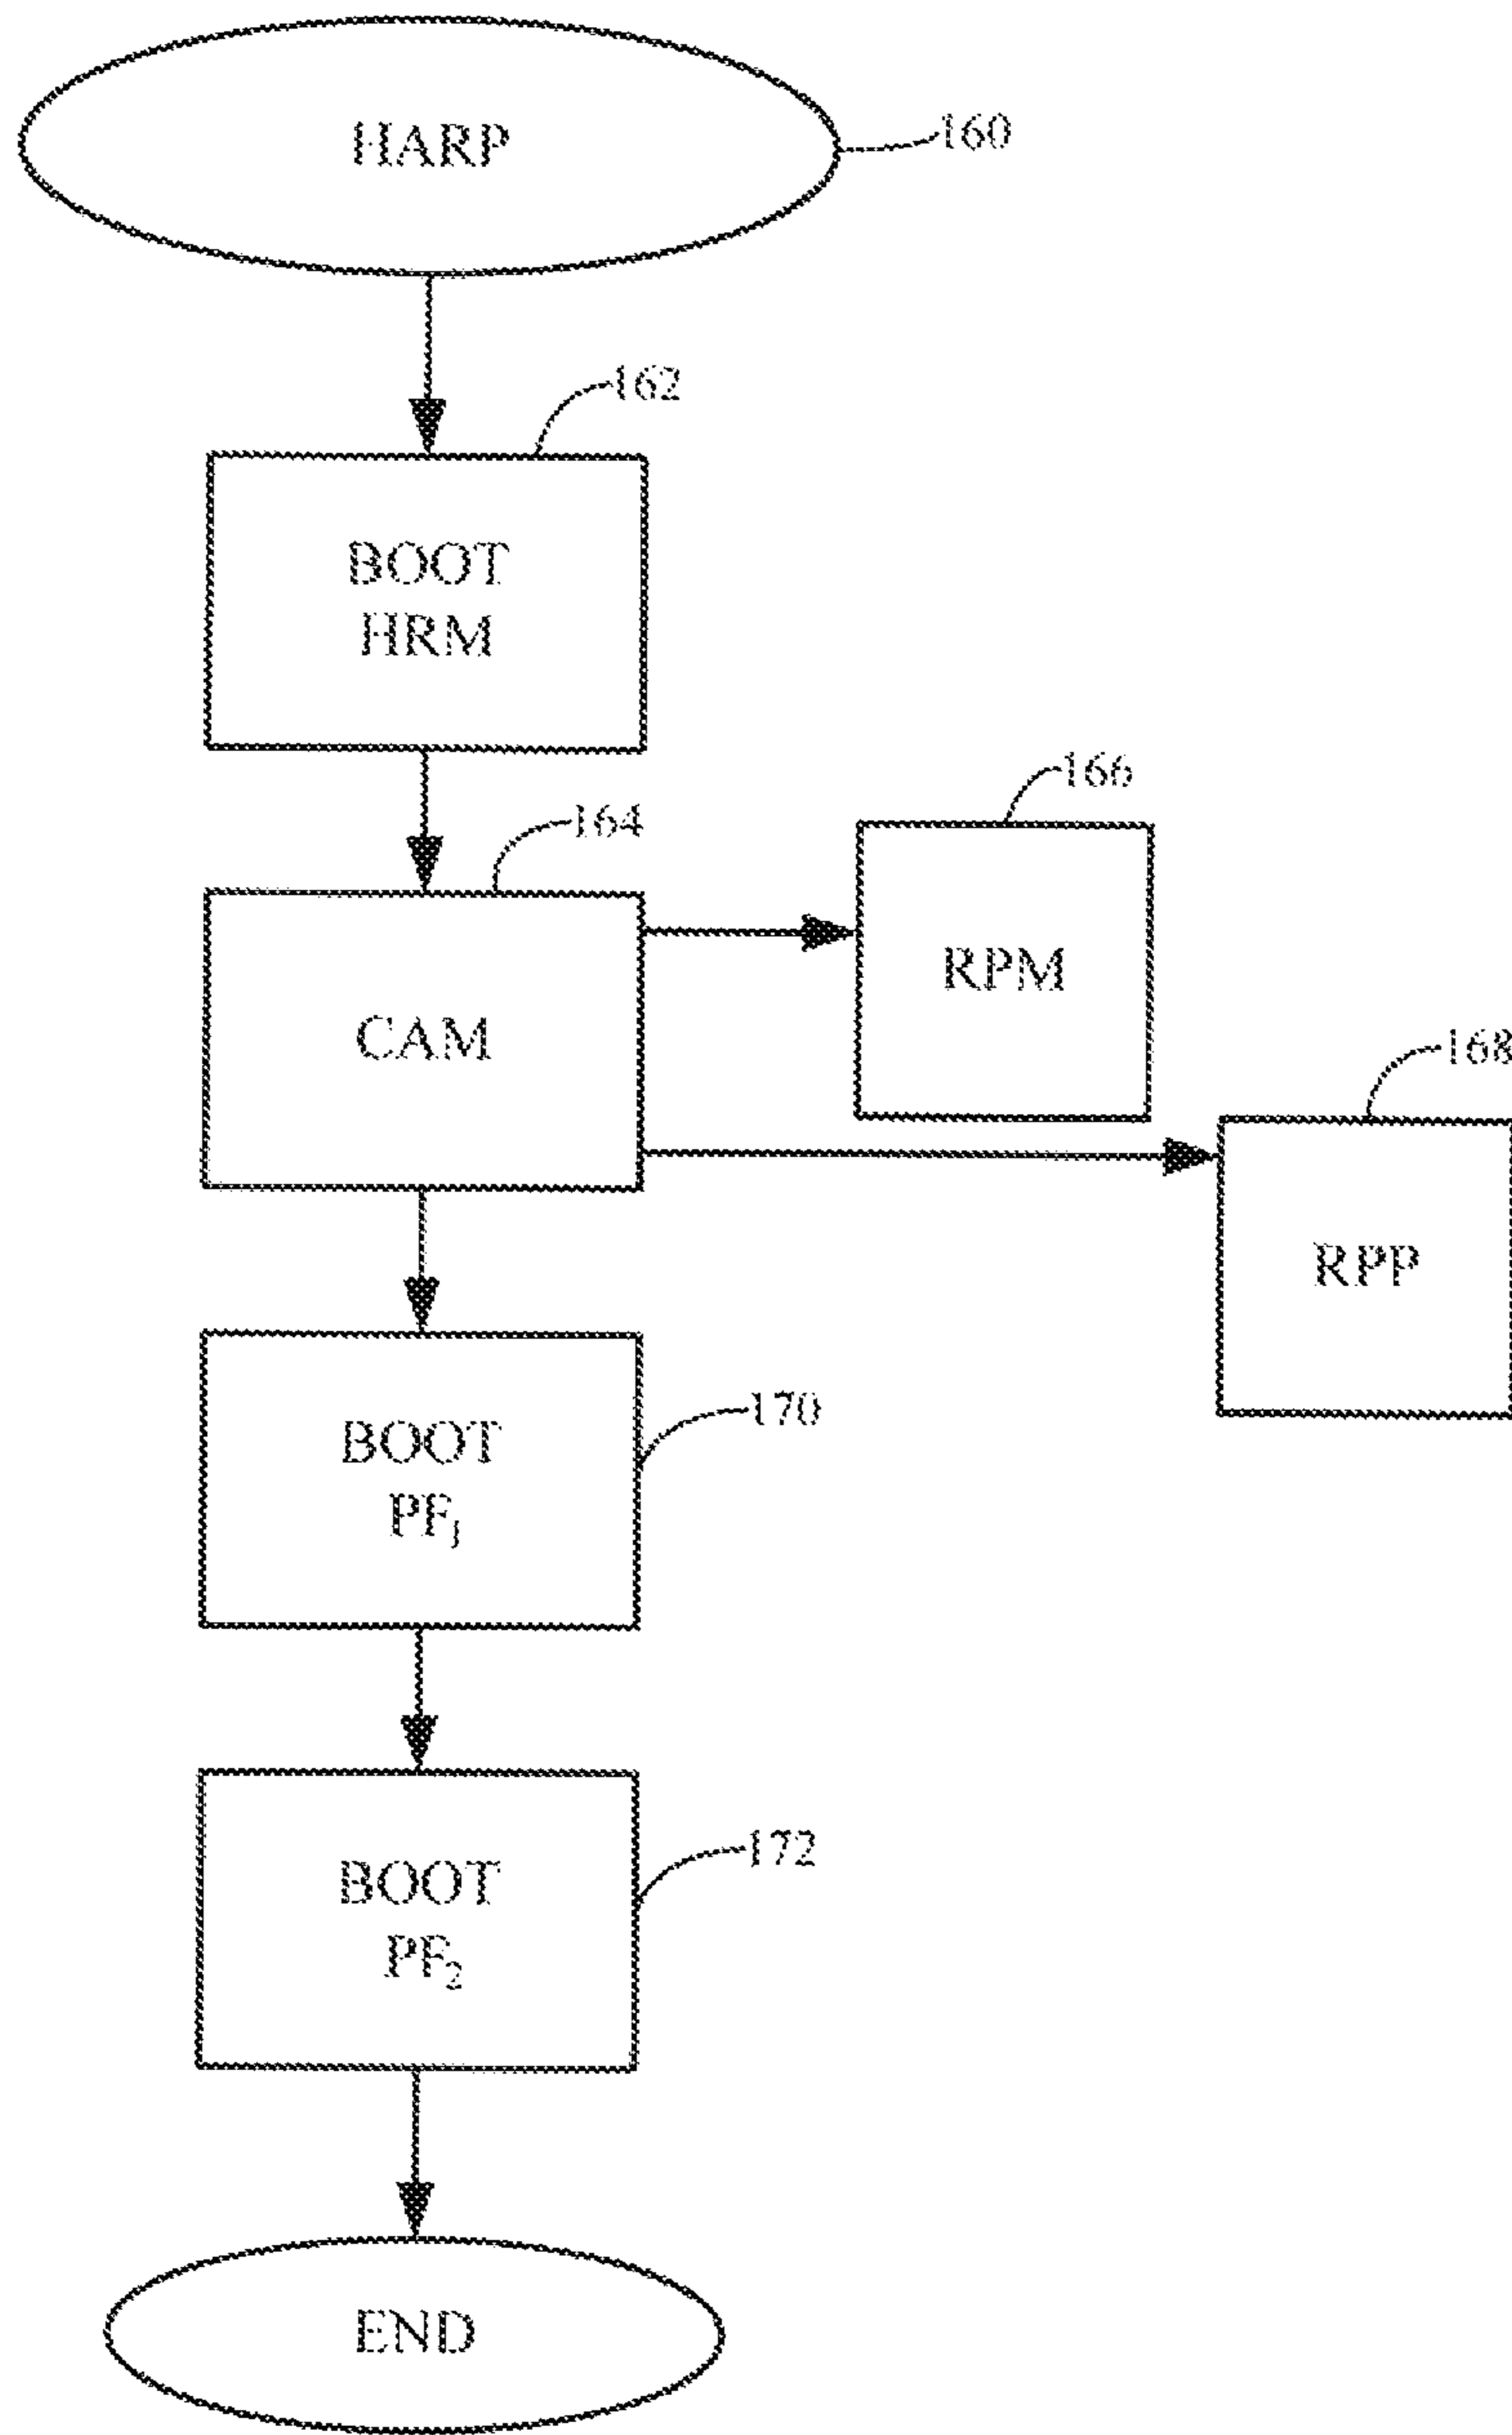 HARP
160
162
BOOT
HRM
164
166
CAM
RPM
168
RPP
170
BOOT
PF₁
172
BOOT
PF₂
END